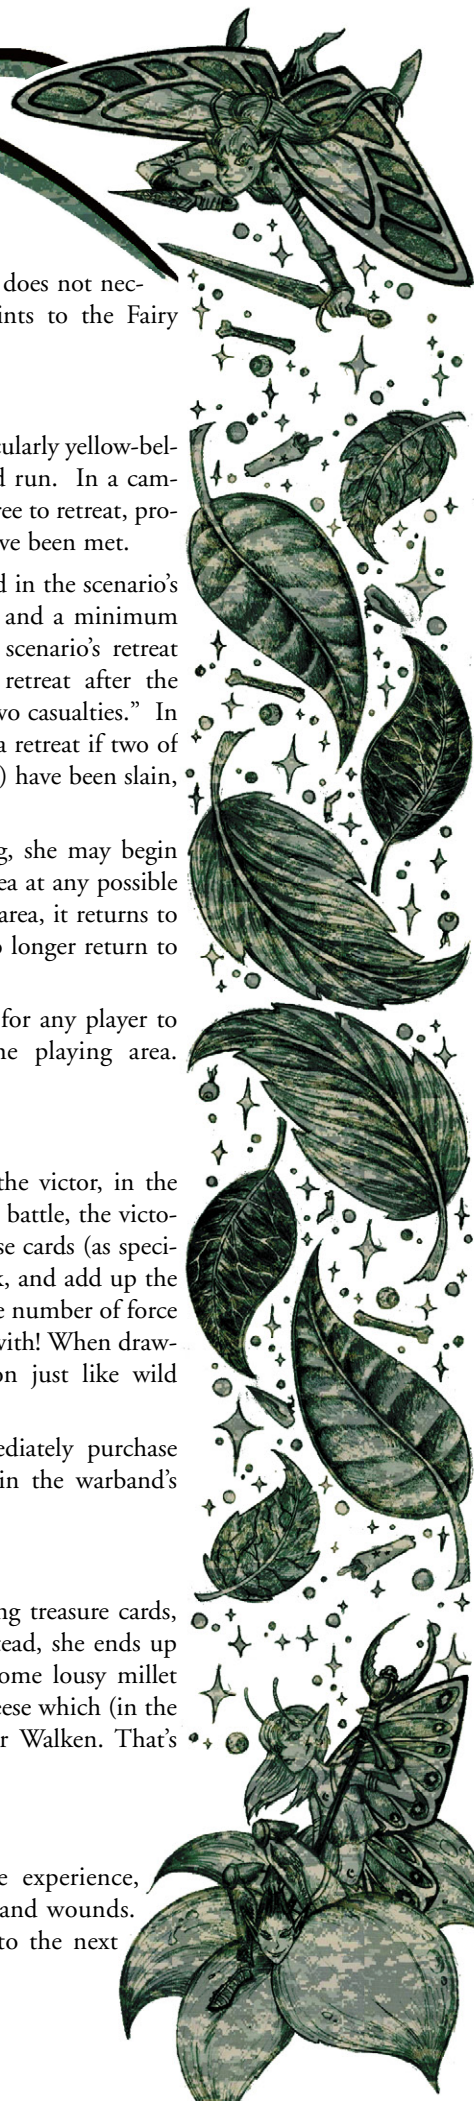 does not nec-
ints to the Fairy
cularly yellow-bel-
d run. In a cam-
ree to retreat, pro-
ve been met.
d in the scenario's
and a minimum
scenario's retreat
retreat after the
wo casualties.” In
a retreat if two of
) have been slain,
g, she may begin
ea at any possible
area, it returns to
o longer return to
for any player to
ne playing area.
the victor, in the
battle, the victo-
se cards (as speci-
k, and add up the
e number of force
with! When draw-
on just like wild
ediately purchase
in the warband's
ng treasure cards,
tead, she ends up
ome lousy millet
eese which (in the
r Walken. That's
e experience,
and wounds.
to the next